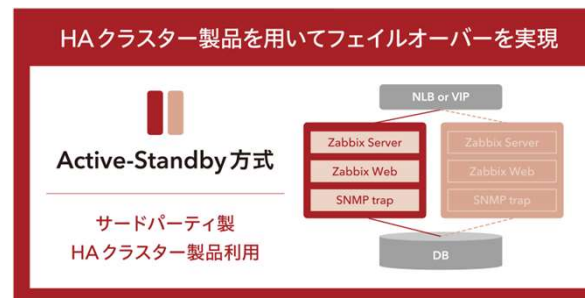 HAクラスター製品を用いてフェイルオーバーを実現
Active-Standby方式
サードパーティ製
HAクラスター製品利用
NLB or VIP
Zabbix Server
Zabbix Web
SNMP trap
Zabbix Server
Zabbix Web
SNMP trap
DB